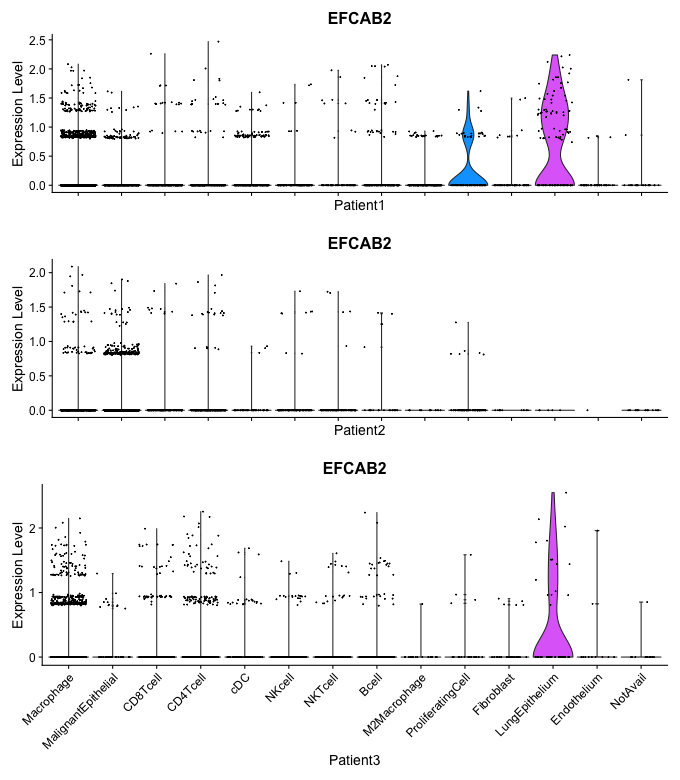 EFCAB2
Expression Level
2.5
2.0
1.5
1.0
0.5
0.0
Patient1
EFCAB2
Expression Level
2.0
1.5
1.0
0.5
0.0
Patient2
EFCAB2
Expression Level
2
1
0
Macrophage
MalignantEpithelial
CD8Tcell
CD4Tcell
cDC
NKcell
NKTcell
Bcell
M2Macrophage
ProliferatingCell
Fibroblast
LungEpithelium
Endothelium
NotAvail
Patient3